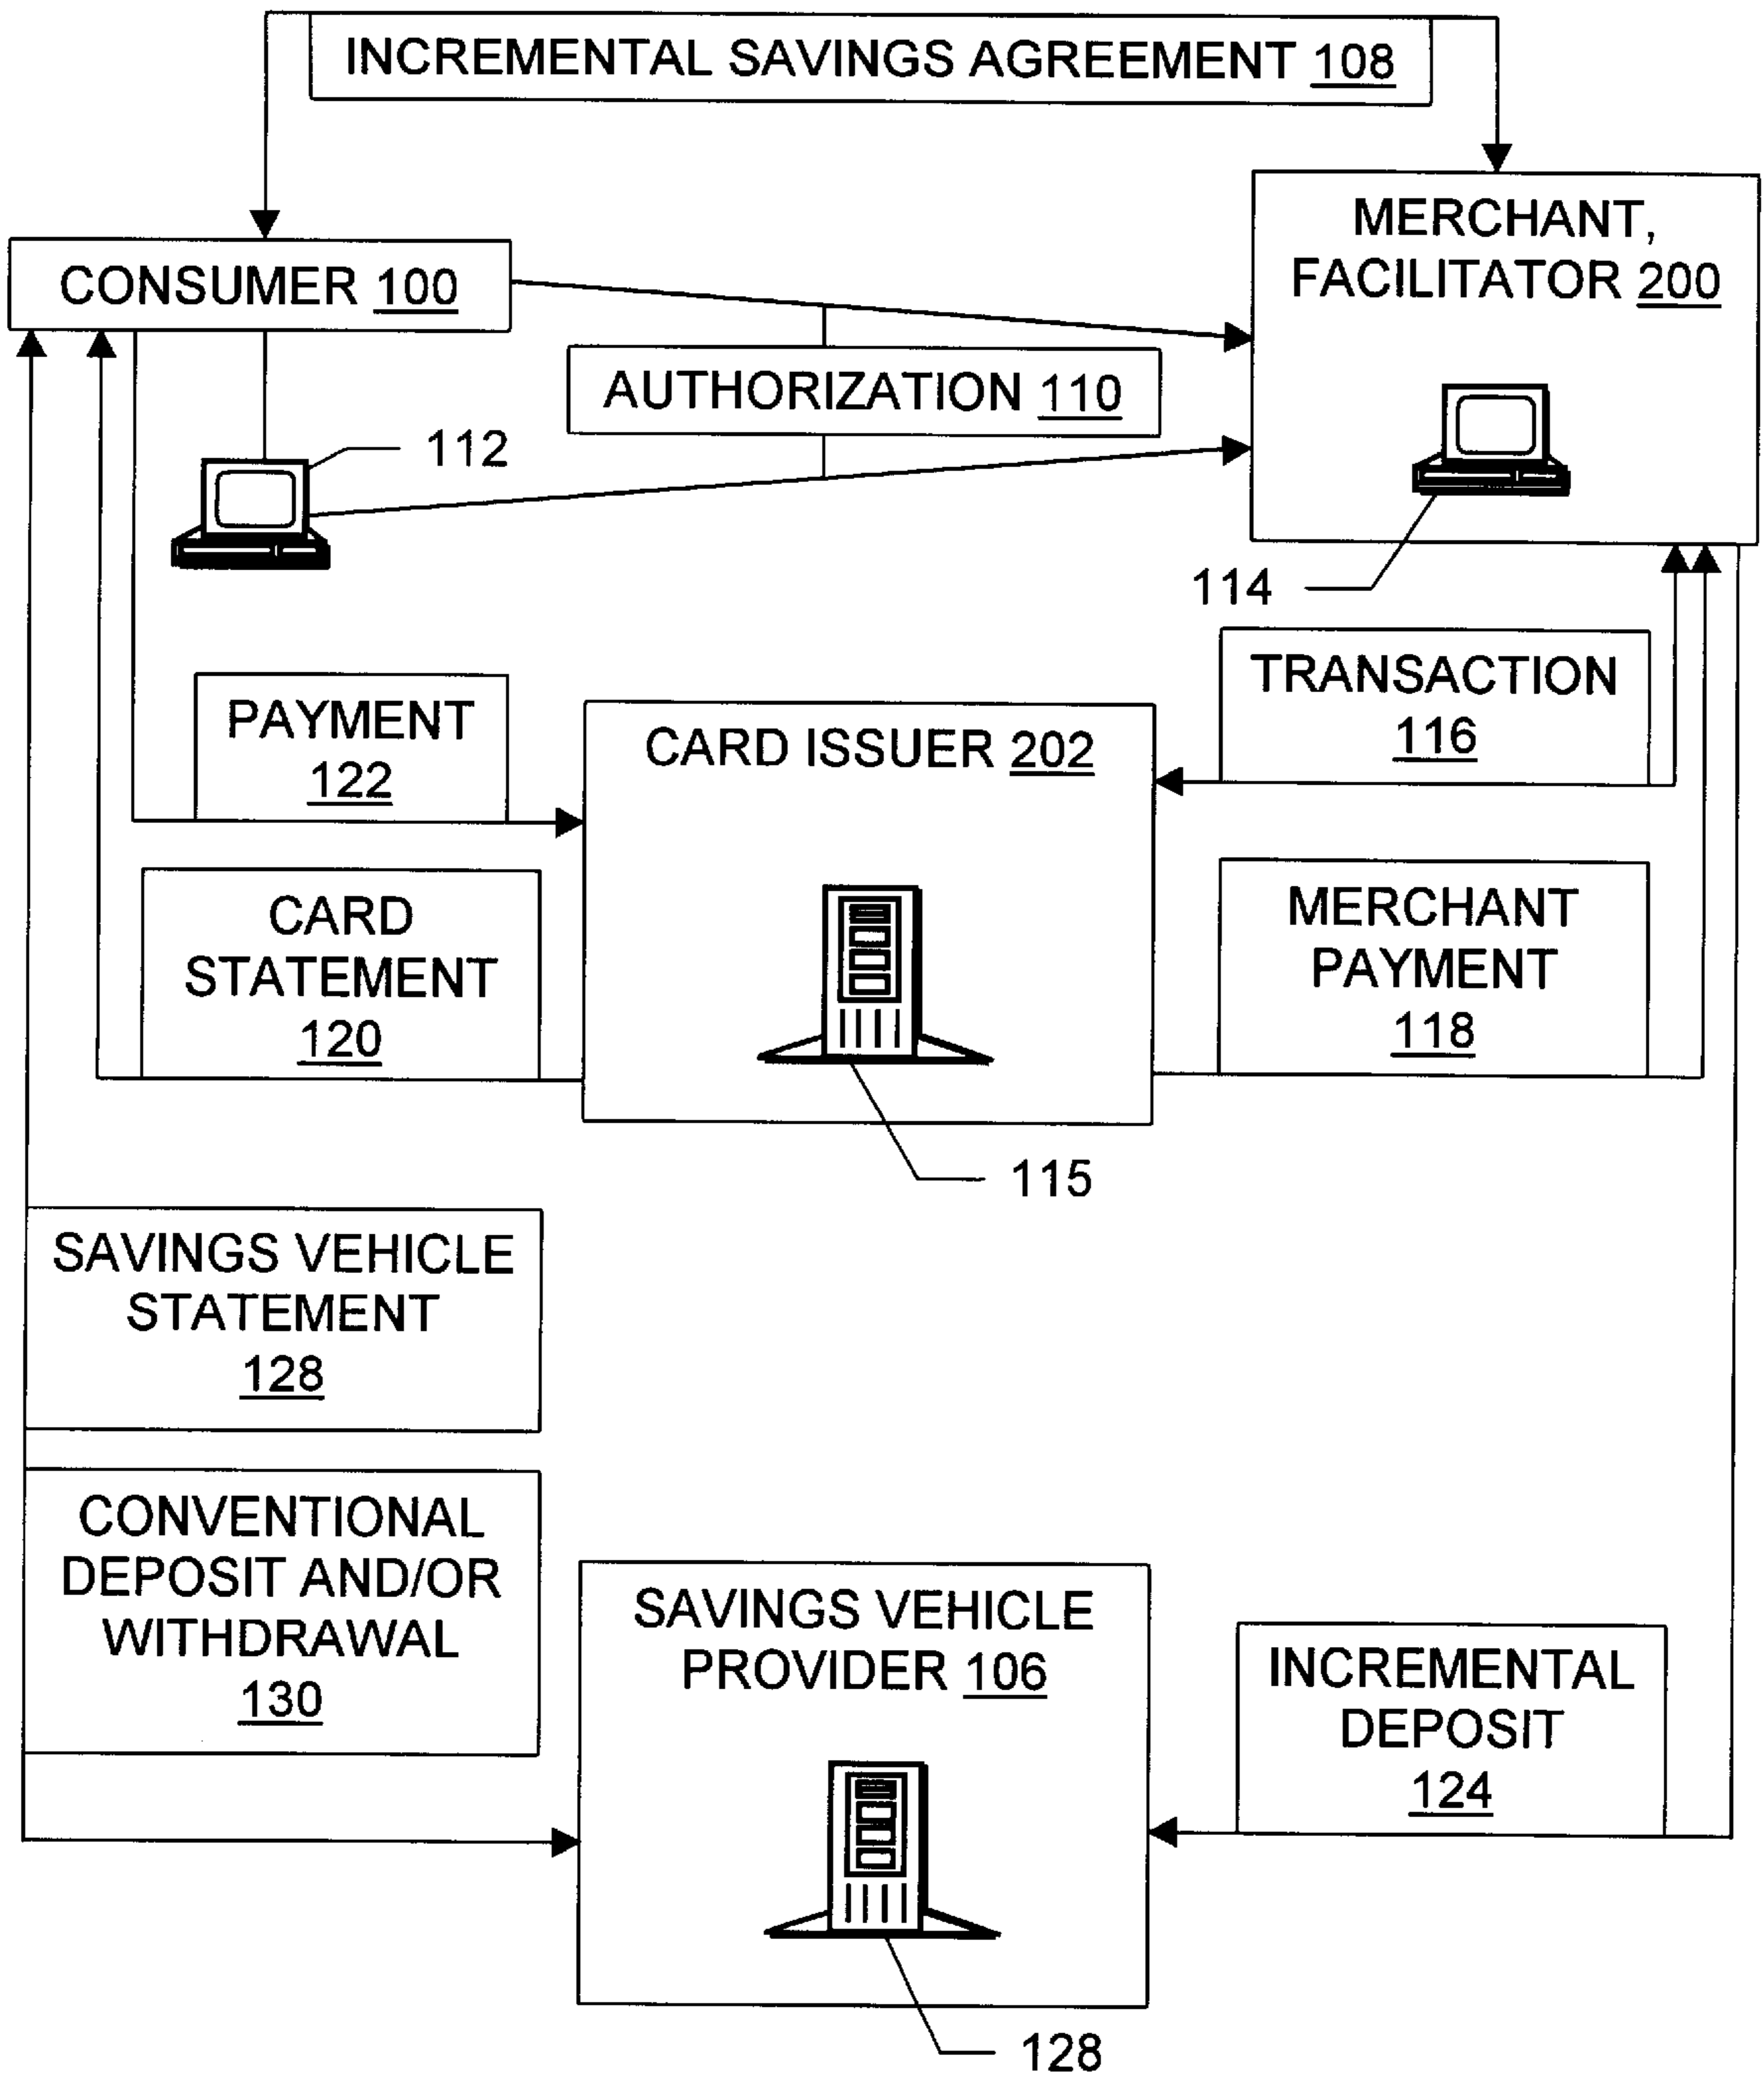 INCREMENTAL SAVINGS AGREEMENT 108
MERCHANT,
FACILITATOR 200
CONSUMER 100
AUTHORIZATION 110
112
114
TRANSACTION
116
PAYMENT
122
CARD ISSUER 202
CARD
STATEMENT
120
MERCHANT
PAYMENT
118
115
SAVINGS VEHICLE
STATEMENT
128
CONVENTIONAL
DEPOSIT AND/OR
WITHDRAWAL
130
SAVINGS VEHICLE
PROVIDER 106
INCREMENTAL
DEPOSIT
124
128